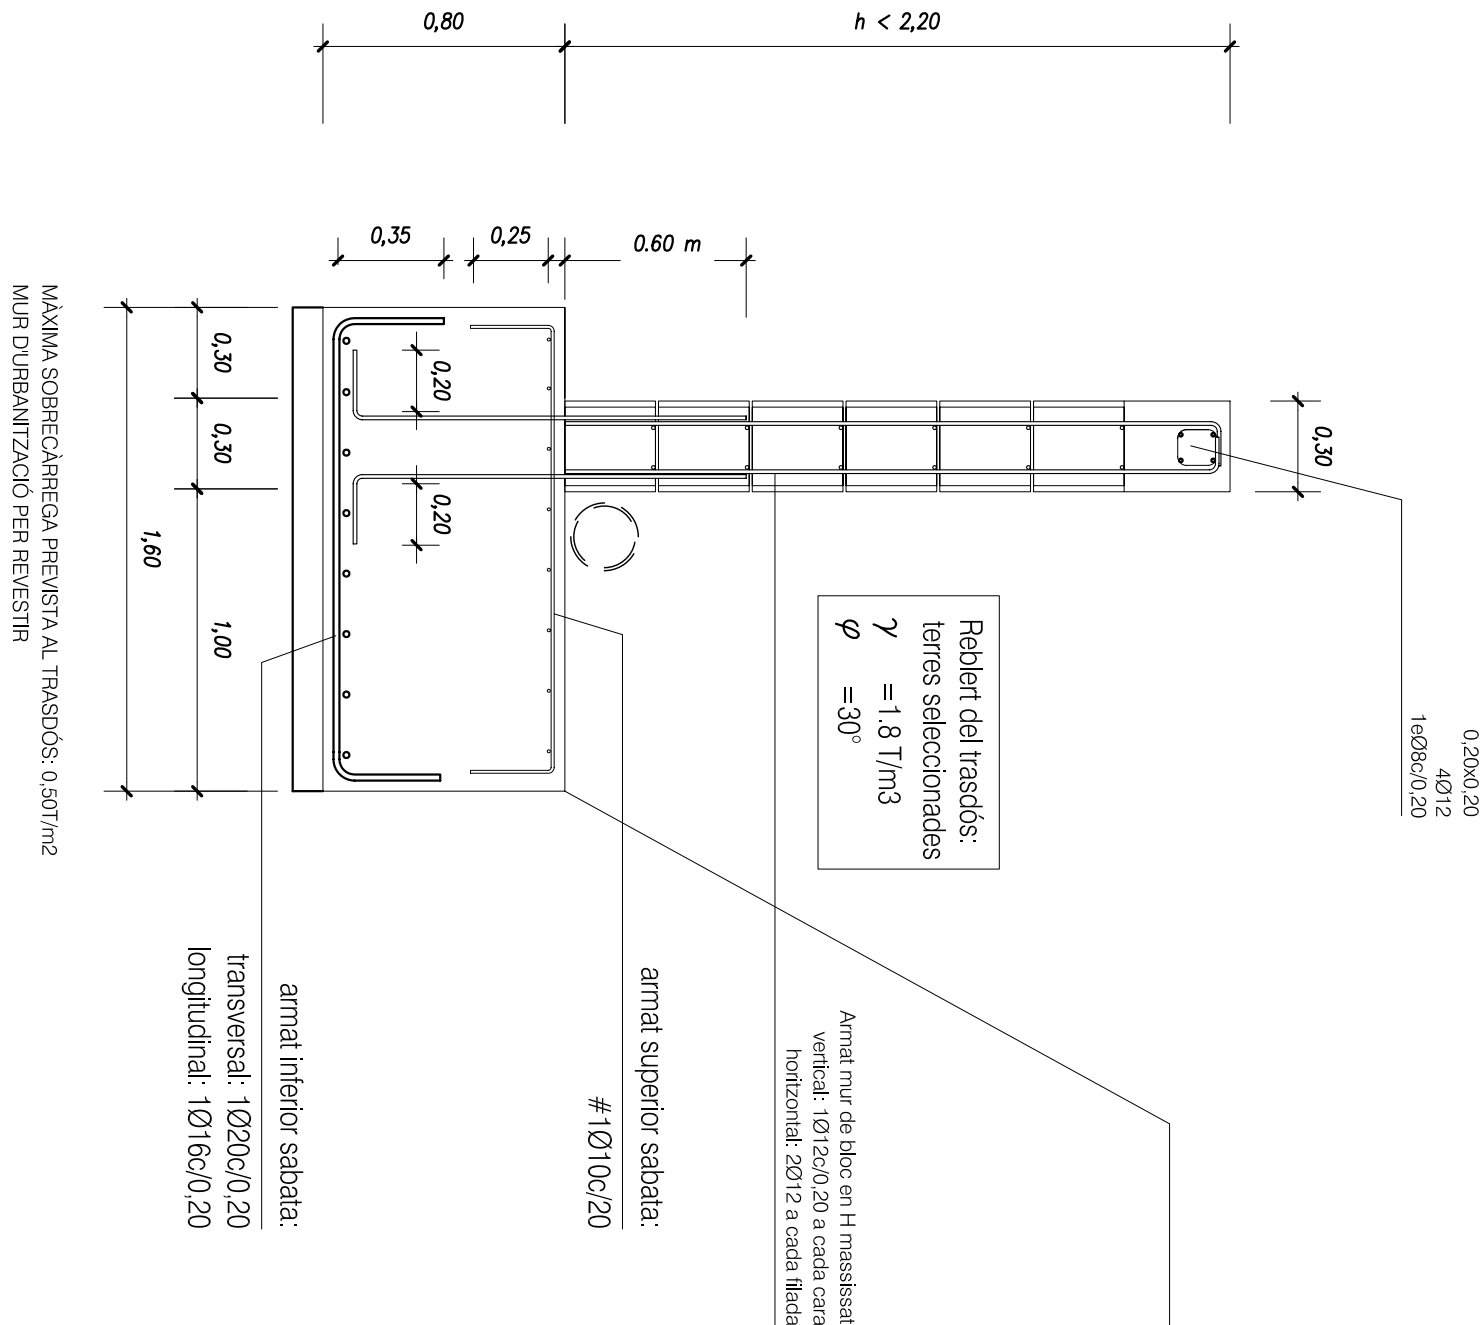 0,80
h < 2,20
0,35
0,25
0.60 m
0,30
0,20
0,20
0,30
0,30
1,00
1,60
0,20x0,20
4Ø12
1eØ8c/0,20
Reblert del trasdós:
terres seleccionades
γ =1.8 T/m3
φ =30°
Armat mur de bloc en H massissat
vertical: 1Ø12c/0,20 a cada cara
horitzontal: 2Ø12 a cada filada
armat superior sabata:
#1Ø10c/20
armat inferior sabata:
transversal: 1Ø20c/0,20
longitudinal: 1Ø16c/0,20
MÀXIMA SOBRECÀRREGA PREVISTA AL TRASDÓS: 0,50T/m2
MUR D'URBANITZACIÓ PER REVESTIR